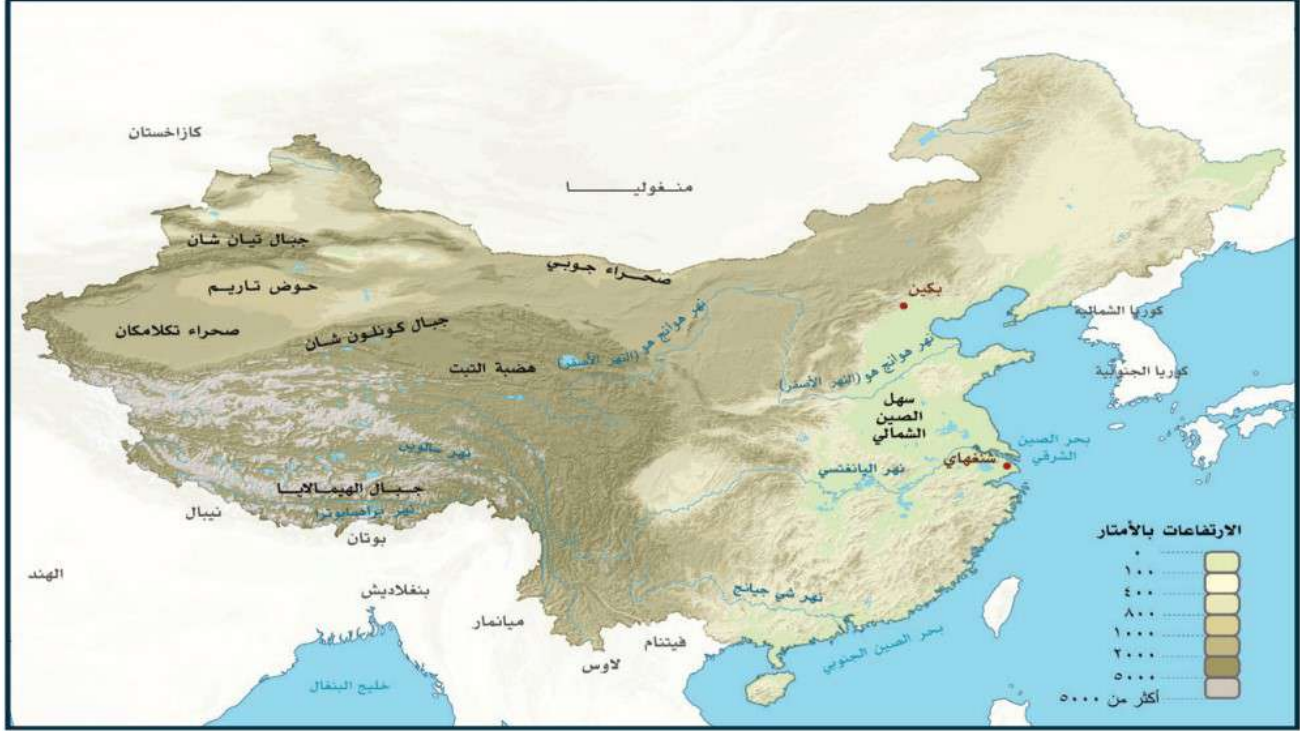 كازاخستان
منغوليا
جبال تيان شان
صحراء جوبي
حوض تاريم
بكين
صحراء تكلامكان
جبال كونلون شان
نهر هوانج هو (النهر الأصفر)
كوريا الشمالية
هضبة التبت
نهر هوانج هو (النهر الأصفر)
كوريا الجنوبية
سهل
الصين
الشمالي
بحر الصين
الشرقي
نهر سالوين
شنغهاي
نهر اليانغتسي
جبال الهيمالايا
نهر براهمابوترا
نيبال
بوتان
الهند
بنغلاديش
ميانمار
نهر شي جيانج
فيتنام
لاوس
بحر الصين الجنوبي
خليج البنغال
الارتفاعات بالأمتار
٠
١٠٠
٤٠٠
٨٠٠
١٠٠٠
٢٠٠٠
٥٠٠٠
أكثر من ٥٠٠٠